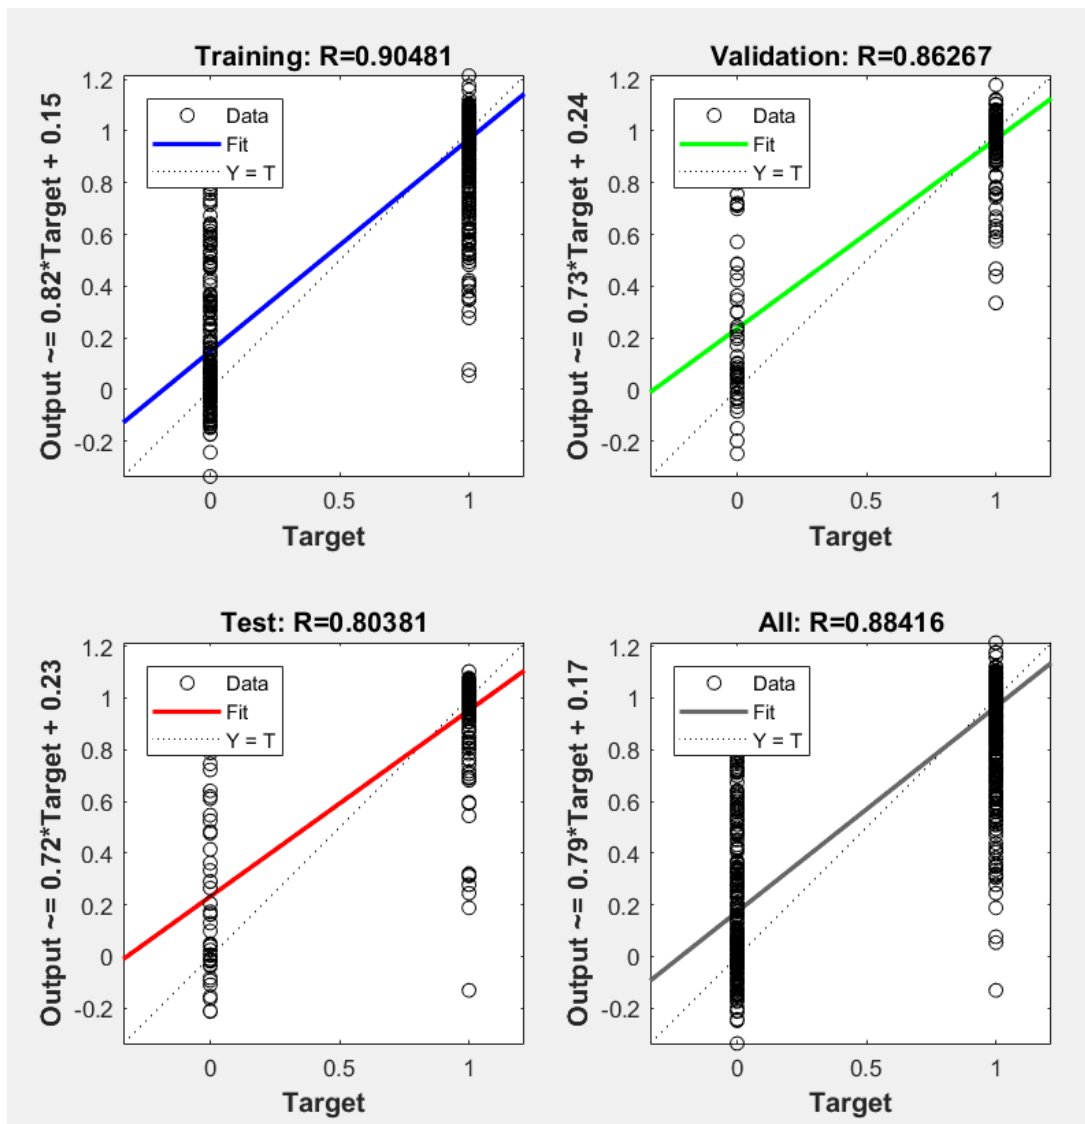 Training: R=0.90481
Output ~= 0.82*Target + 0.15
1.2
1
0.8
0.6
0.4
0.2
0
-0.2
Data
Fit
Y = T
0 0.5 1
Target
Validation: R=0.86267
Output ~= 0.73*Target + 0.24
1.2
1
0.8
0.6
0.4
0.2
0
-0.2
Data
Fit
Y = T
0 0.5 1
Target
Test: R=0.80381
Output ~= 0.72*Target + 0.23
1.2
1
0.8
0.6
0.4
0.2
0
-0.2
Data
Fit
Y = T
0 0.5 1
Target
All: R=0.88416
Output ~= 0.79*Target + 0.17
1.2
1
0.8
0.6
0.4
0.2
0
-0.2
Data
Fit
Y = T
0 0.5 1
Target